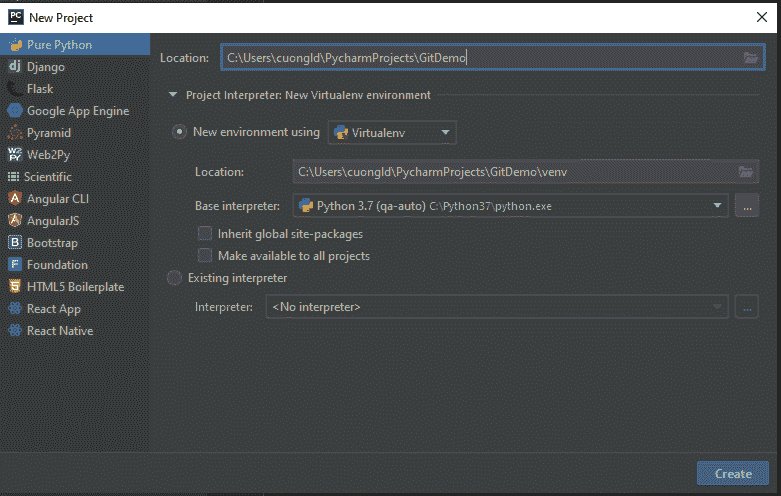 PC New Project
Pure Python
Django
Flask
Google App Engine
Pyramid
Web2Py
Scientific
Angular CLI
AngularJS
Bootstrap
Foundation
HTML5 Boilerplate
React App
React Native
Location: C:\Users\cuongld\PycharmProjects\GitDemo
Project Interpreter: New Virtualenv environment
New environment using Virtualenv
Location: C:\Users\cuongld\PycharmProjects\GitDemo\venv
Base interpreter: Python 3.7 (qa-auto) C:\Python37\python.exe ...
Inherit global site-packages
Make available to all projects
Existing interpreter
Interpreter: <No interpreter> ...
Create